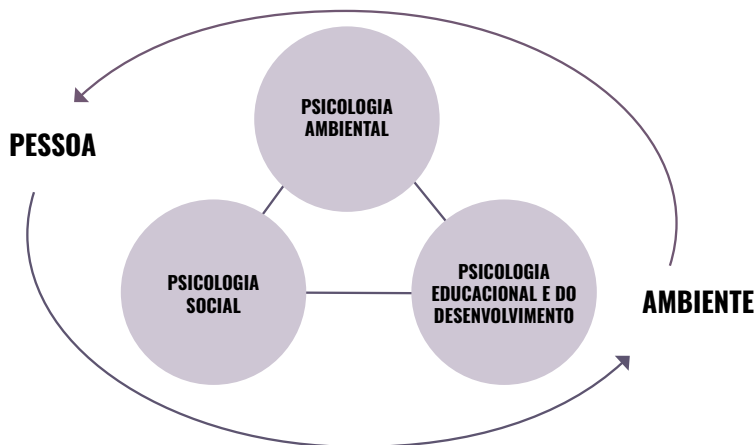 PSICOLOGIA
AMBIENTAL
PESSOA
PSICOLOGIA
SOCIAL
PSICOLOGIA
EDUCACIONAL E DO
DESENVOLVIMENTO
AMBIENTE